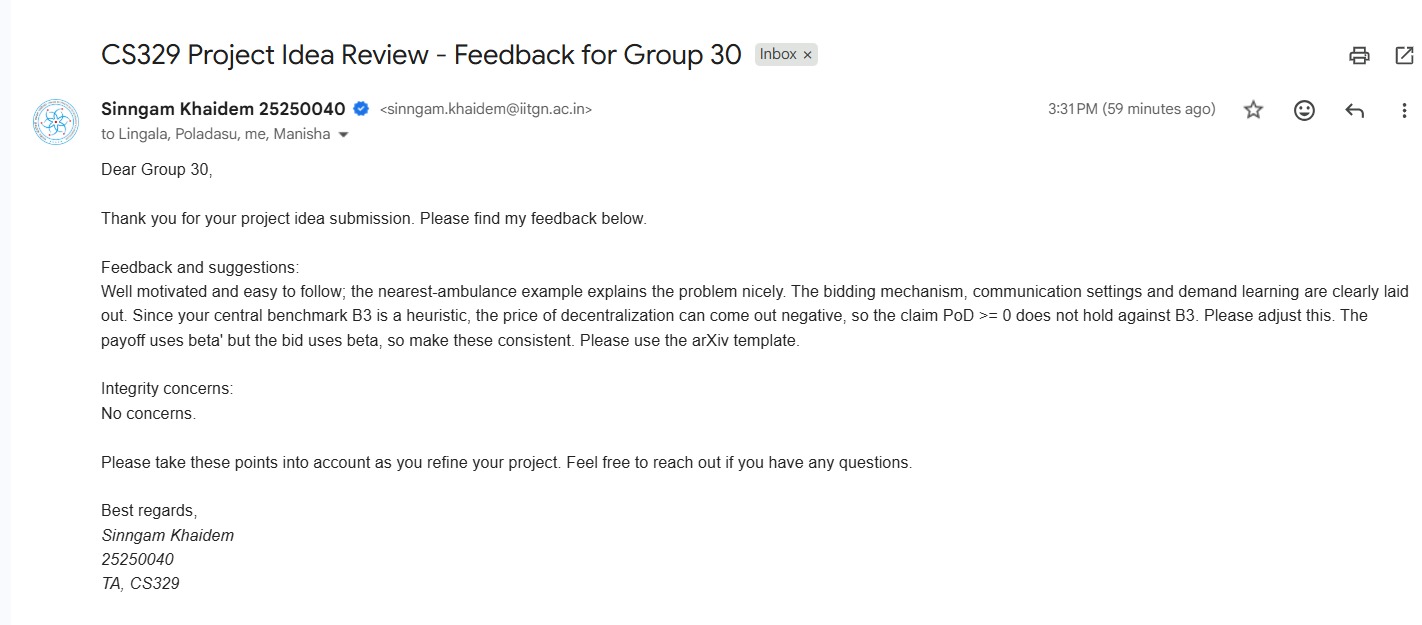 CS329 Project Idea Review - Feedback for Group 30 Inbox ×
Sinngam Khaidem 25250040 <sinngam.khaidem@iitgn.ac.in> 3:31 PM (59 minutes ago)
to Lingala, Poladasu, me, Manisha
Dear Group 30,
Thank you for your project idea submission. Please find my feedback below.
Feedback and suggestions:
Well motivated and easy to follow; the nearest-ambulance example explains the problem nicely. The bidding mechanism, communication settings and demand learning are clearly laid
out. Since your central benchmark B3 is a heuristic, the price of decentralization can come out negative, so the claim PoD >= 0 does not hold against B3. Please adjust this. The
payoff uses beta' but the bid uses beta, so make these consistent. Please use the arXiv template.
Integrity concerns:
No concerns.
Please take these points into account as you refine your project. Feel free to reach out if you have any questions.
Best regards,
Sinngam Khaidem
25250040
TA, CS329